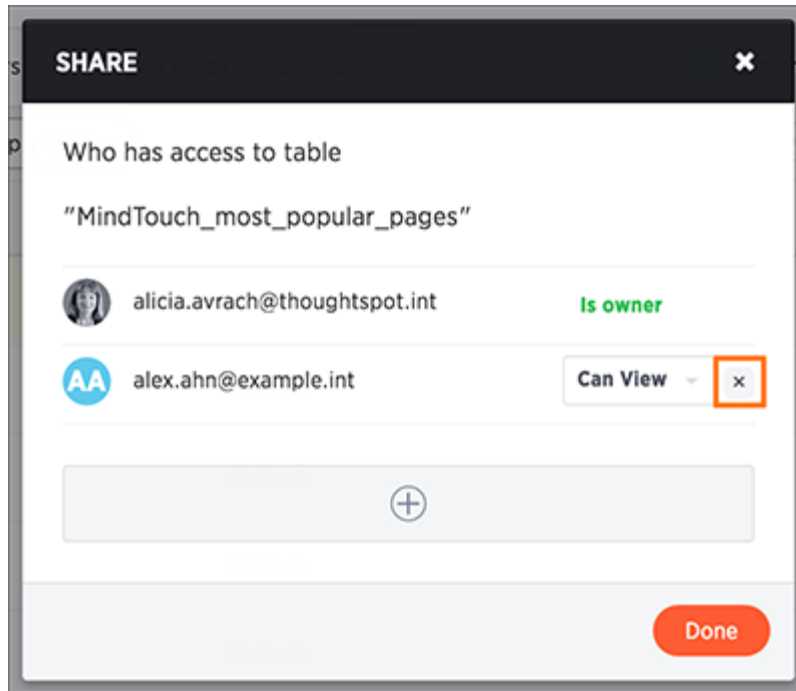 SHARE
Who has access to table
"MindTouch_most_popular_pages"
alicia.avrach@thoughtspot.int Is owner
AA alex.ahn@example.int Can View
Done